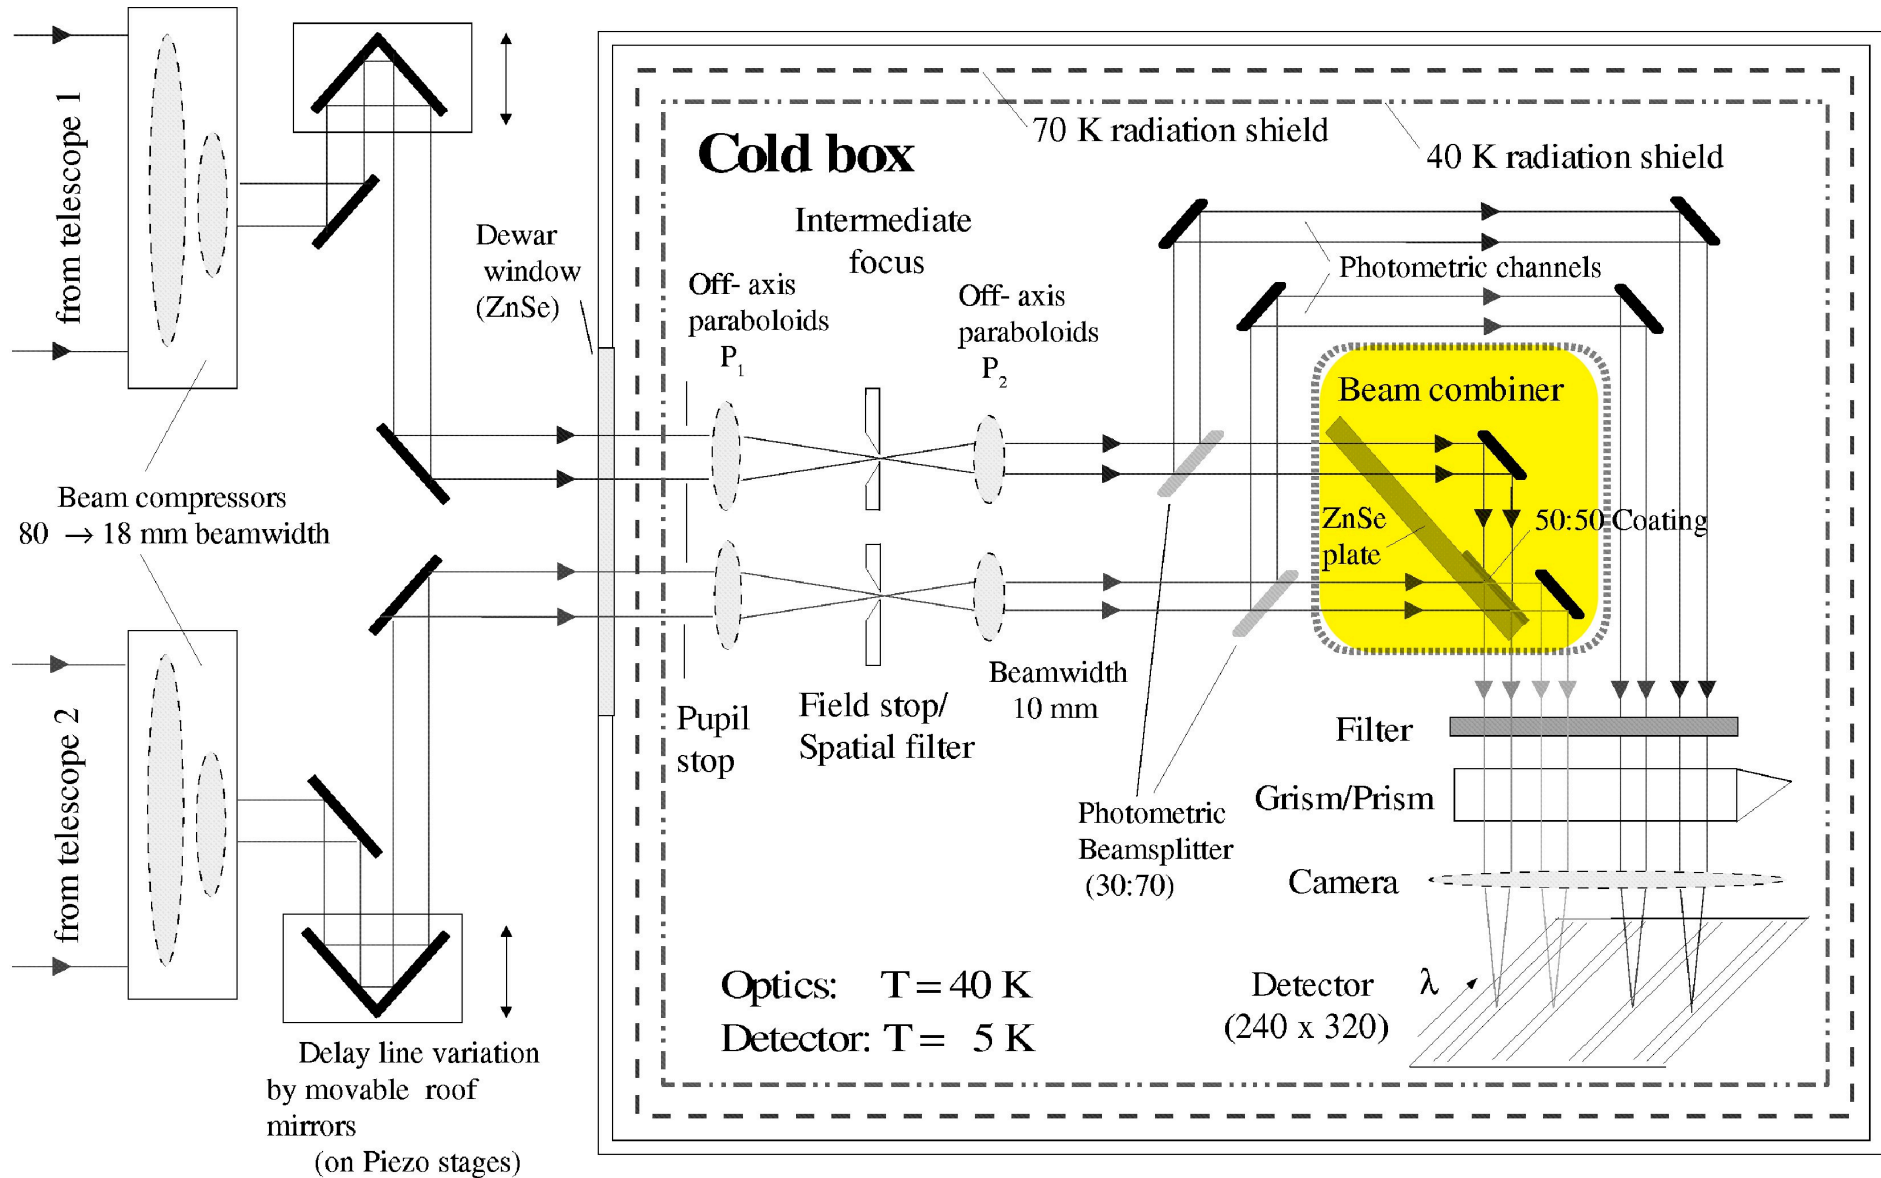 from telescope 1
70 K radiation shield
40 K radiation shield
Cold box
Intermediate
focus
Dewar
window
(ZnSe)
Off- axis
paraboloids
P1
Off- axis
paraboloids
P2
Photometric channels
Beam combiner
Beam compressors
80 → 18 mm beamwidth
ZnSe
plate
50:50 Coating
from telescope 2
Pupil
stop
Field stop/
Spatial filter
Beamwidth
10 mm
Filter
Grism/Prism
Photometric
Beamsplitter
(30:70)
Camera
Optics: T = 40 K
Detector: T = 5 K
Detector
(240 x 320)
λ
Delay line variation
by movable roof
mirrors
(on Piezo stages)